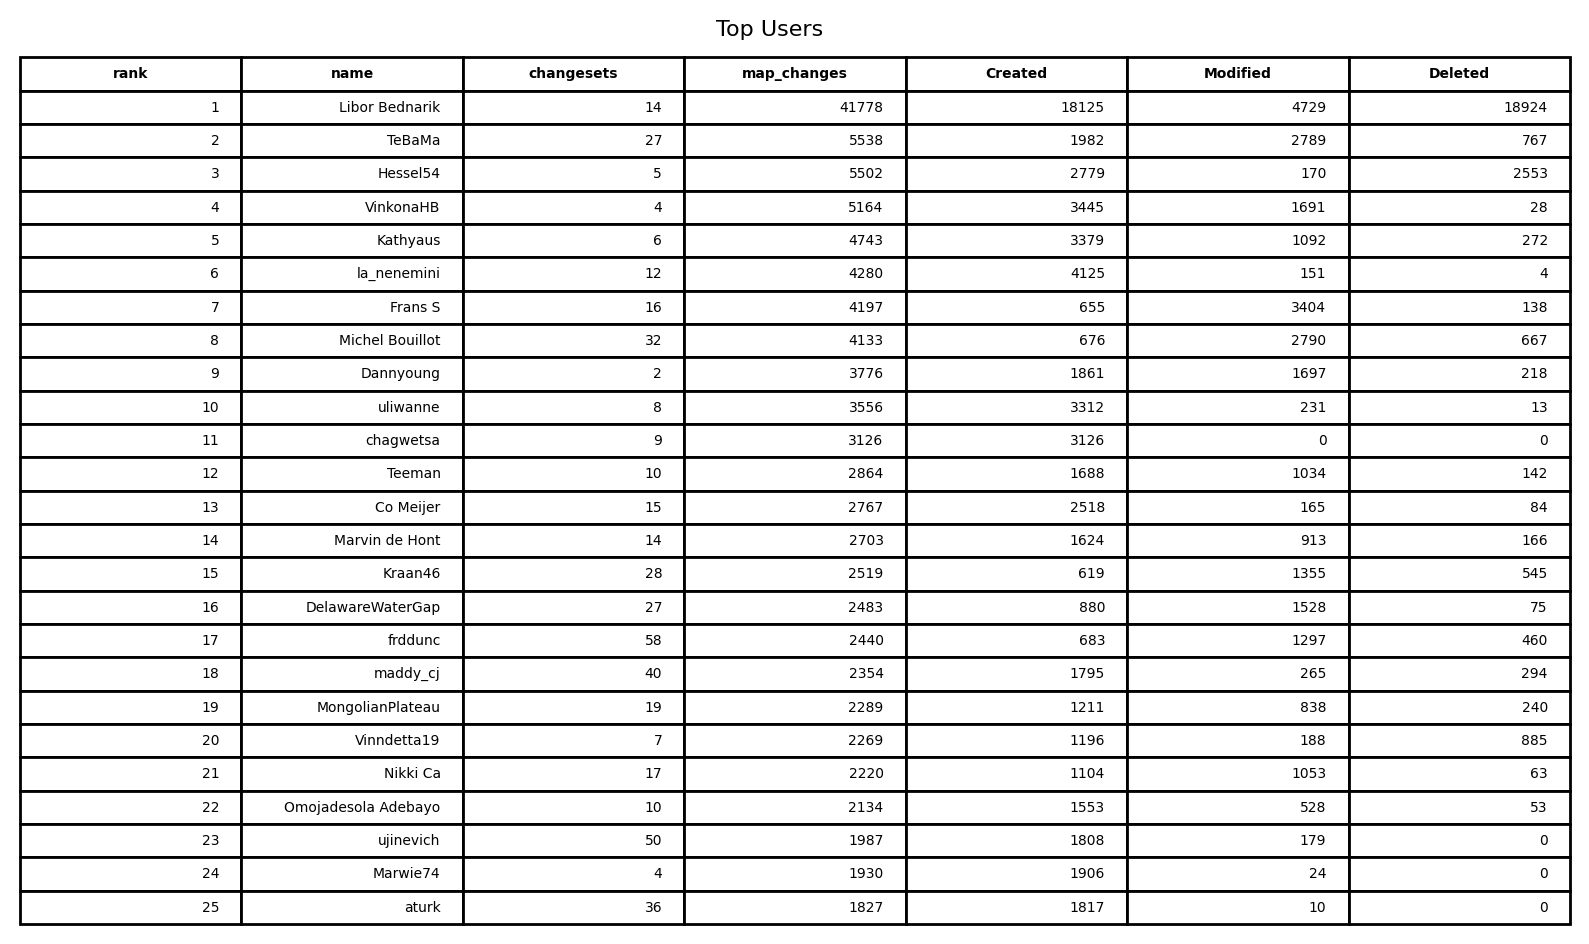 Top Users
rank name changesets map_changes Created Modified Deleted
1 Libor Bednarik 14 41778 18125 4729 18924
2 TeBaMa 27 5538 1982 2789 767
3 Hessel54 5 5502 2779 170 2553
4 VinkonaHB 4 5164 3445 1691 28
5 Kathyaus 6 4743 3379 1092 272
6 la_nenemini 12 4280 4125 151 4
7 Frans S 16 4197 655 3404 138
8 Michel Bouillot 32 4133 676 2790 667
9 Dannyoung 2 3776 1861 1697 218
10 uliwanne 8 3556 3312 231 13
11 chagwetsa 9 3126 3126 0 0
12 Teeman 10 2864 1688 1034 142
13 Co Meijer 15 2767 2518 165 84
14 Marvin de Hont 14 2703 1624 913 166
15 Kraan46 28 2519 619 1355 545
16 DelawareWaterGap 27 2483 880 1528 75
17 frddunc 58 2440 683 1297 460
18 maddy_cj 40 2354 1795 265 294
19 MongolianPlateau 19 2289 1211 838 240
20 Vinndetta19 7 2269 1196 188 885
21 Nikki Ca 17 2220 1104 1053 63
22 Omojadesola Adebayo 10 2134 1553 528 53
23 ujinevich 50 1987 1808 179 0
24 Marwie74 4 1930 1906 24 0
25 aturk 36 1827 1817 10 0